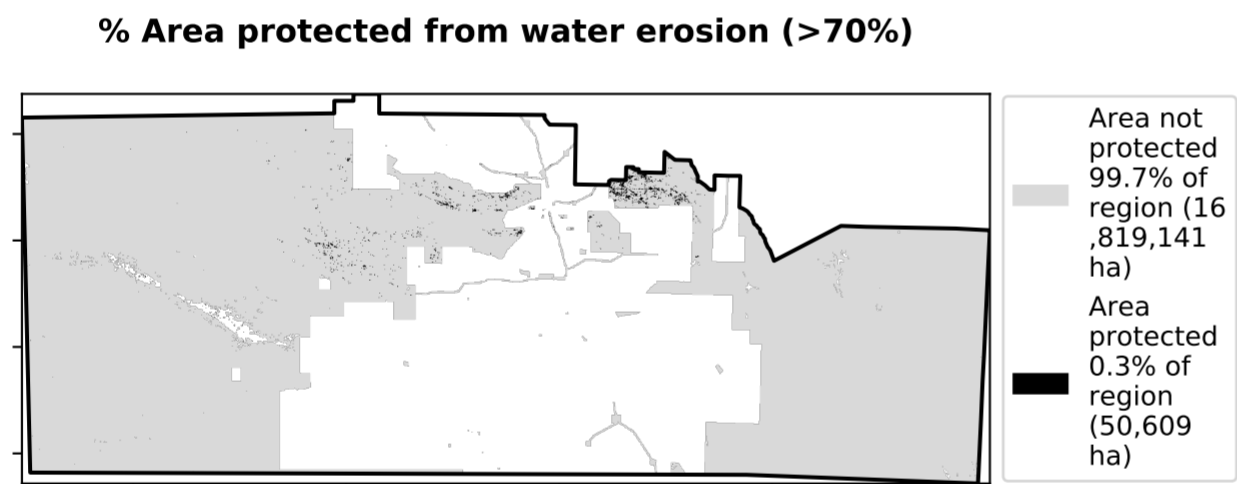 % Area protected from water erosion (>70%)
Area not
protected
99.7% of
region (16
,819,141
ha)
Area
protected
0.3% of
region
(50,609
ha)